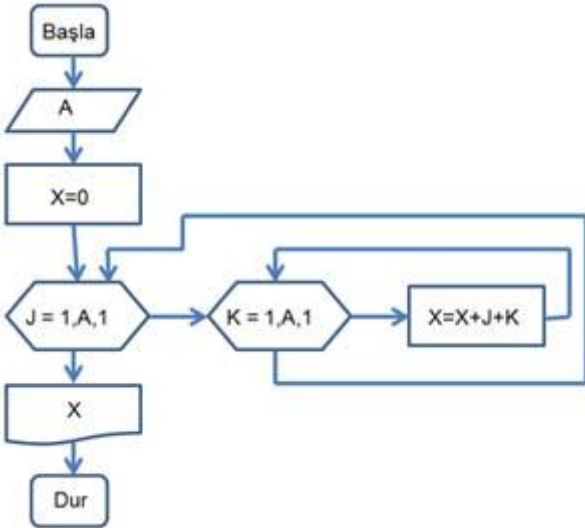 Başla
A
X=0
J = 1,A,1
K = 1,A,1
X=X+J+K
X
Dur